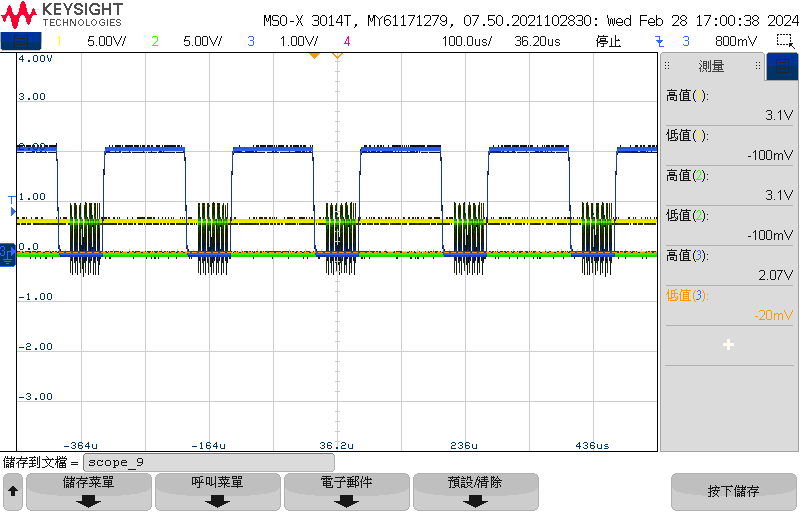 KEYSIGHT
TECHNOLOGIES
MSO-X 3014T, MY61171279, 07.50.2021102830: Wed Feb 28 17:00:38 2024
1 5.00V/ 2 5.00V/ 3 1.00V/ 4 100.0us/ 36.20us 停止 3 800mV
4.00V
3.00
2.00
1.00
0.0
-1.00
-2.00
-3.00
T
3
-364u -164u 36.2u 236u 436us
測量
高值(1):
3.1V
低值(1):
-100mV
高值(2):
3.1V
低值(2):
-100mV
高值(3):
2.07V
低值(3):
-20mV
儲存到文檔 = scope_9
儲存菜單 呼叫菜單 電子郵件 預設/清除 按下儲存